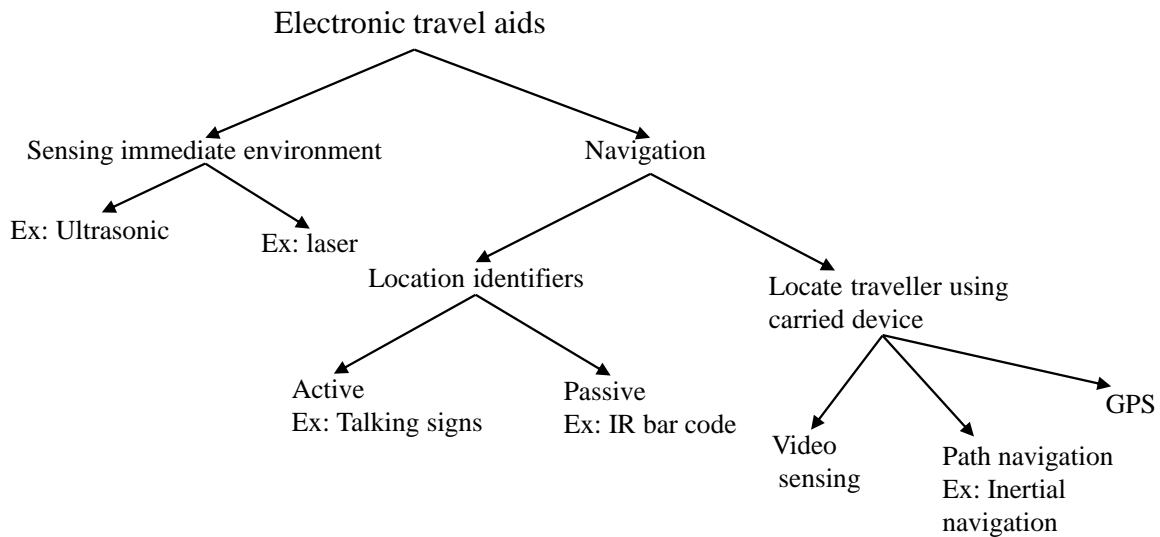 Electronic travel aids
Sensing immediate environment
Navigation
Ex: Ultrasonic
Ex: laser
Location identifiers
Locate traveller using
carried device
Active
Ex: Talking signs
Passive
Ex: IR bar code
GPS
Video
sensing
Path navigation
Ex: Inertial
navigation